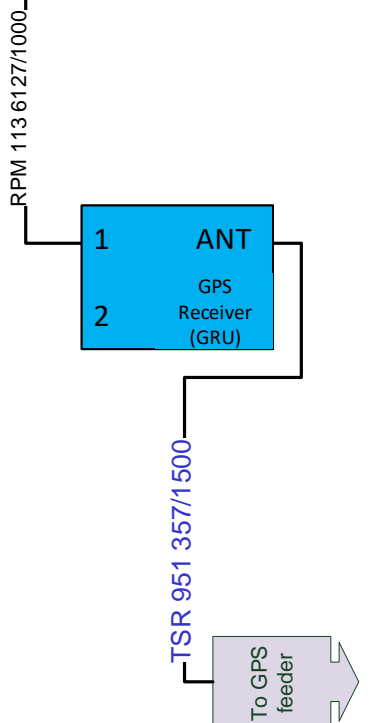 RPM 113 6127/1000
1
ANT
GPS
2
Receiver
(GRU)
TSR 951 357/1500
To GPS
feeder